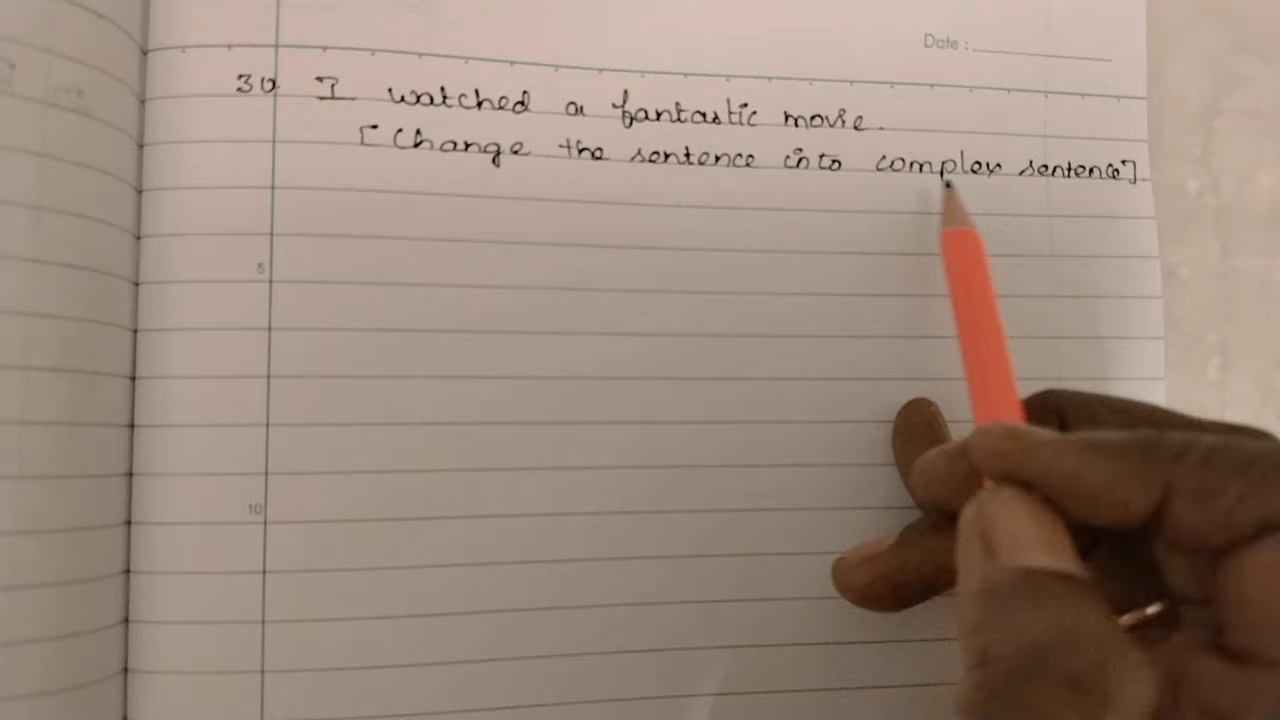 Date :
30 I watched a fantastic movie.
[Change the sentence into complex sentence].
5
10